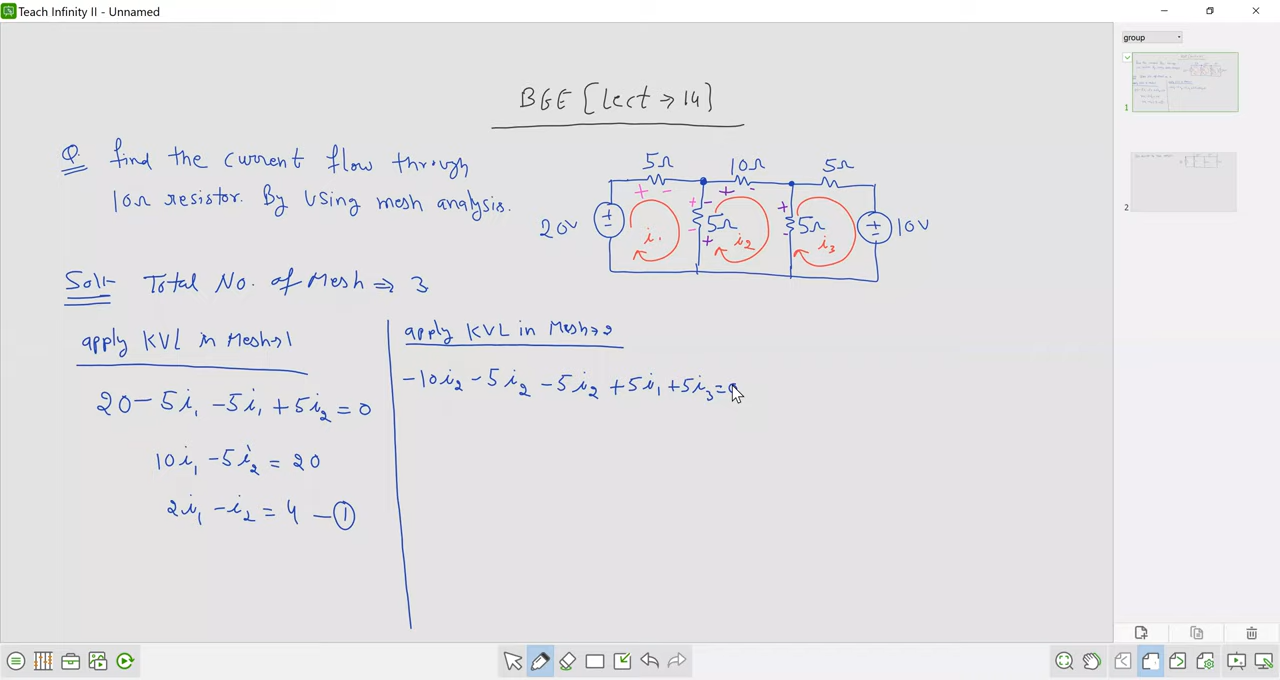 Teach Infinity II - Unnamed
group
BGE [Lect → 14]
Q. find the current flow through
10Ω resistor. By using mesh analysis.
5Ω 10Ω 5Ω
20V 5Ω 5Ω 10V
i₁ i₂ i₃
Solⁿ- Total No. of Mesh ⇒ 3
apply KVL in Mesh→1
20 - 5i₁ - 5i₁ + 5i₂ = 0
10i₁ - 5i₂ = 20
2i₁ - i₂ = 4 — ①
apply KVL in Mesh→2
-10i₂ - 5i₂ - 5i₂ + 5i₁ + 5i₃ = 0
1
2